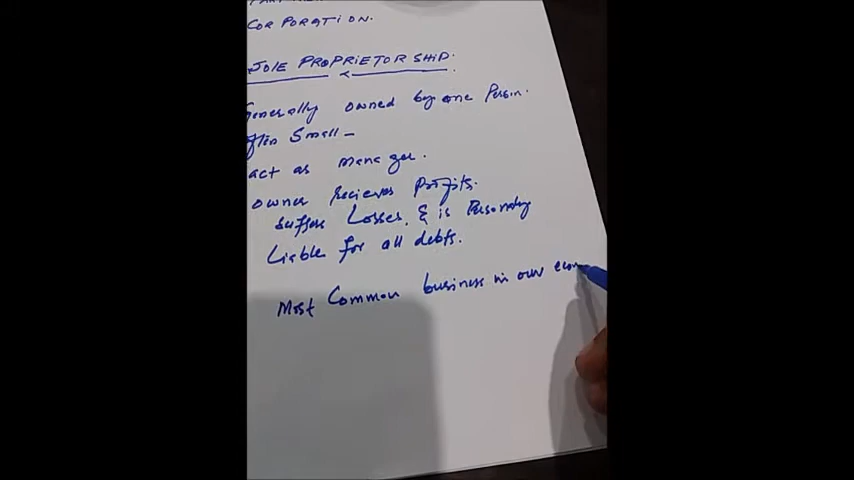 CORPORATION.
SOLE PROPRIETORSHIP.
Generally owned by one Person.
often Small -
act as manager.
owner recieves Profits.
suffers Losses. & is Personally
Liable for all debts.
Most Common business in our econ